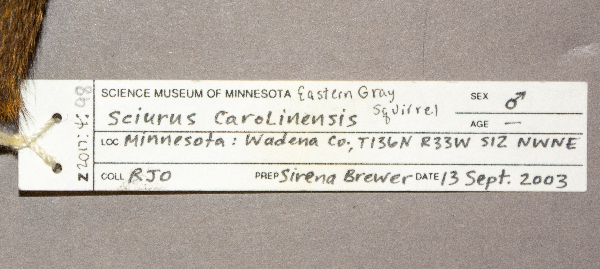 Z 2017:4:98
SCIENCE MUSEUM OF MINNESOTA Eastern Gray Squirrel SEX ♂
Sciurus Carolinensis AGE —
LOC Minnesota: Wadena Co., T136N R33W S12 NWNE
COLL RJO PREP Sirena Brewer DATE 13 Sept. 2003